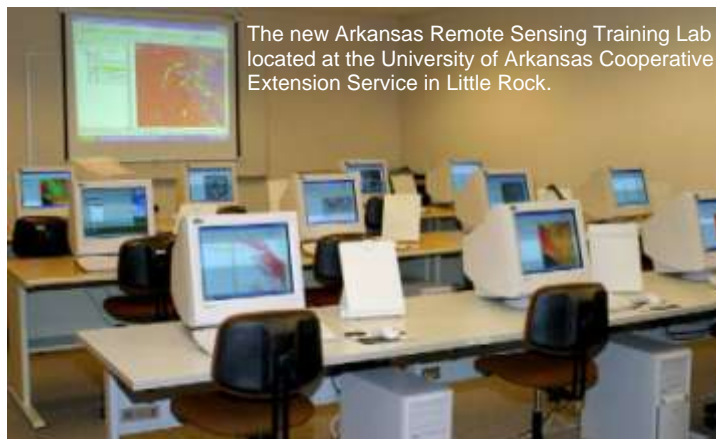 The new Arkansas Remote Sensing Training Lab
located at the University of Arkansas Cooperative
Extension Service in Little Rock.